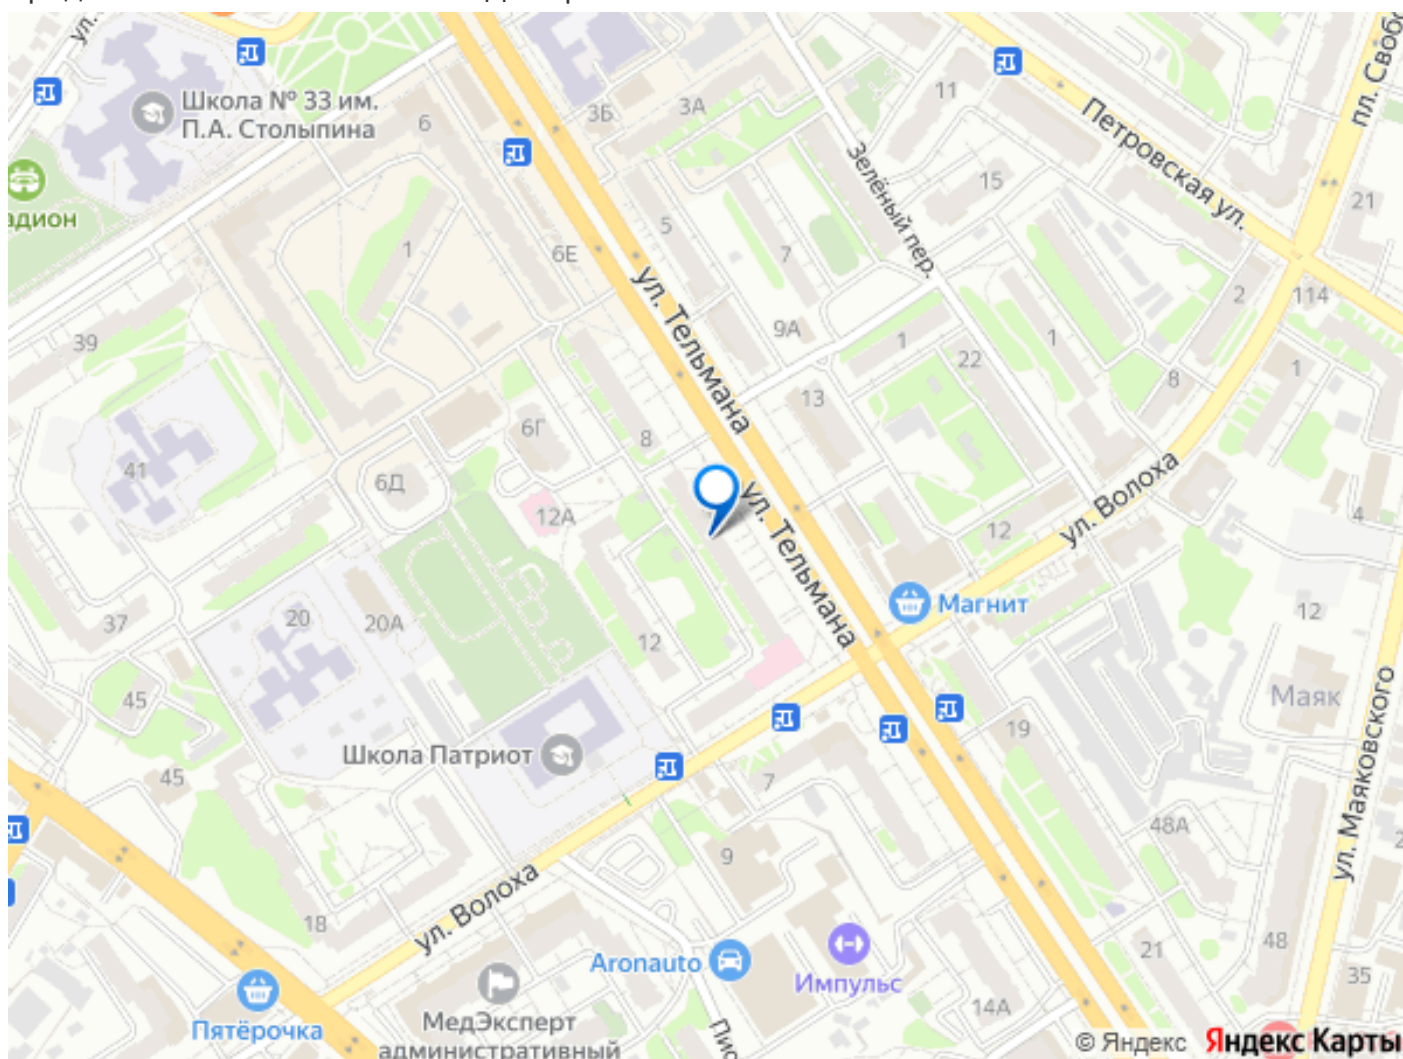 ул.
Школа № 33 им.
П.А. Столыпина
адион
6
3Б
3А
11
Петровская ул.
пл. Свобо
Зелёный пер.
15
21
5
7
1
6Е
ул. Тельмана
9А
2
114
39
1
22
1
1
8
13
6Г
8
41
6Д
12А
ул. Тельмана
12
ул. Волоха
4
Магнит
12
37
20
20А
12
45
Маяк
ул. Маяковского
Школа Патриот
19
45
7
48А
2
9
18
ул. Волоха
Aronauto
Импульс
21
48
35
14А
Пятёрочка
МедЭксперт
административный
Пио
© Яндекс Яндекс Карты